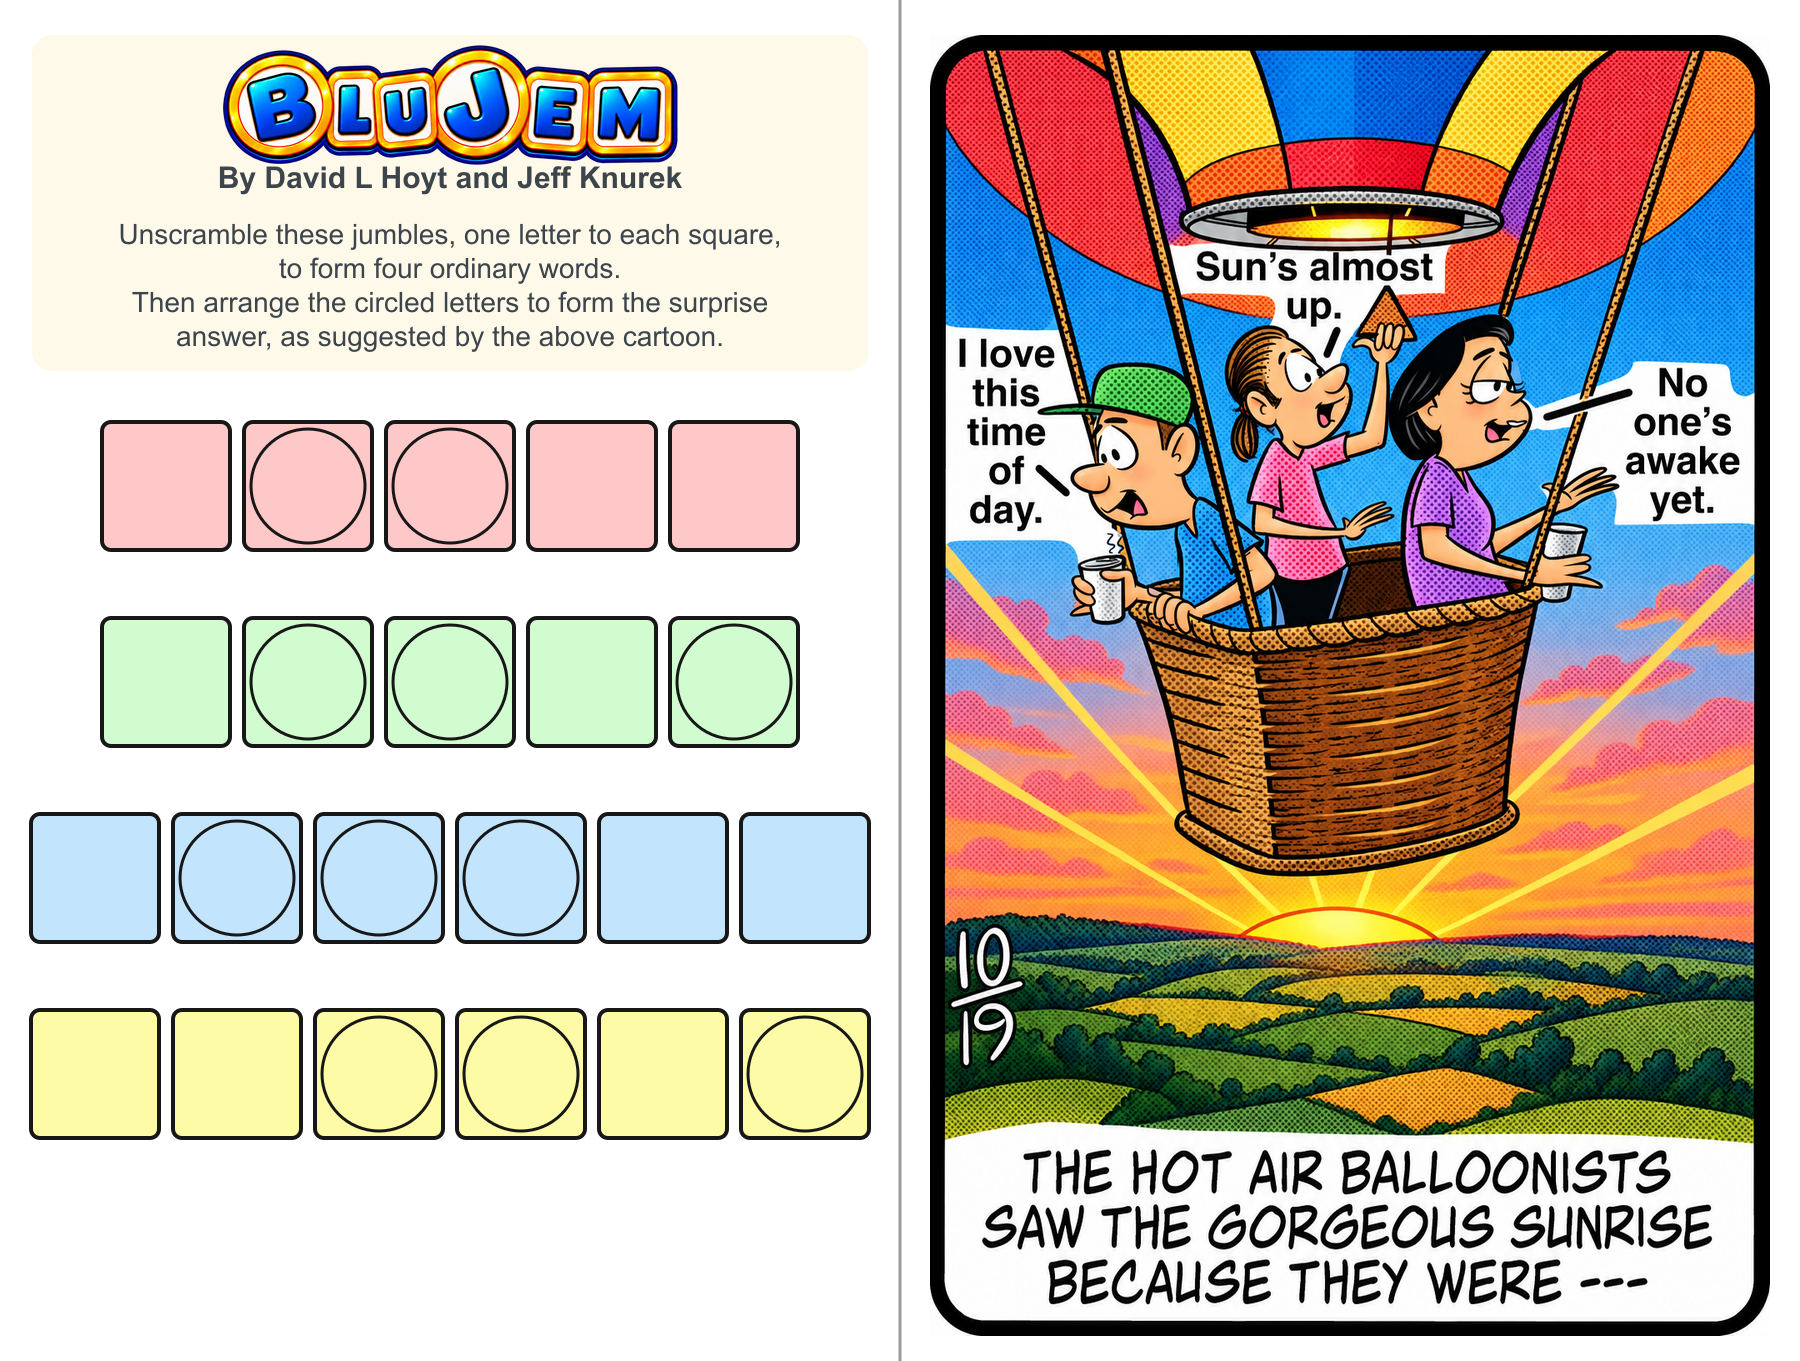 BLUJEM
By David L Hoyt and Jeff Knurek
Unscramble these jumbles, one letter to each square,
to form four ordinary words.
Then arrange the circled letters to form the surprise
answer, as suggested by the above cartoon.
Sun's almost
up.
I love
this
time
of
day.
No
one's
awake
yet.
10
19
THE HOT AIR BALLOONISTS
SAW THE GORGEOUS SUNRISE
BECAUSE THEY WERE ---